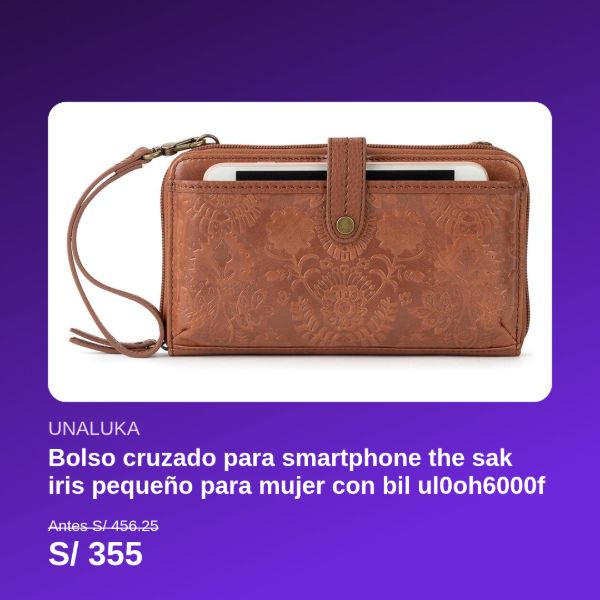 UNALUKA
Bolso cruzado para smartphone the sak
iris pequeño para mujer con bil ul0oh6000f
Antes S/ 456.25
S/ 355